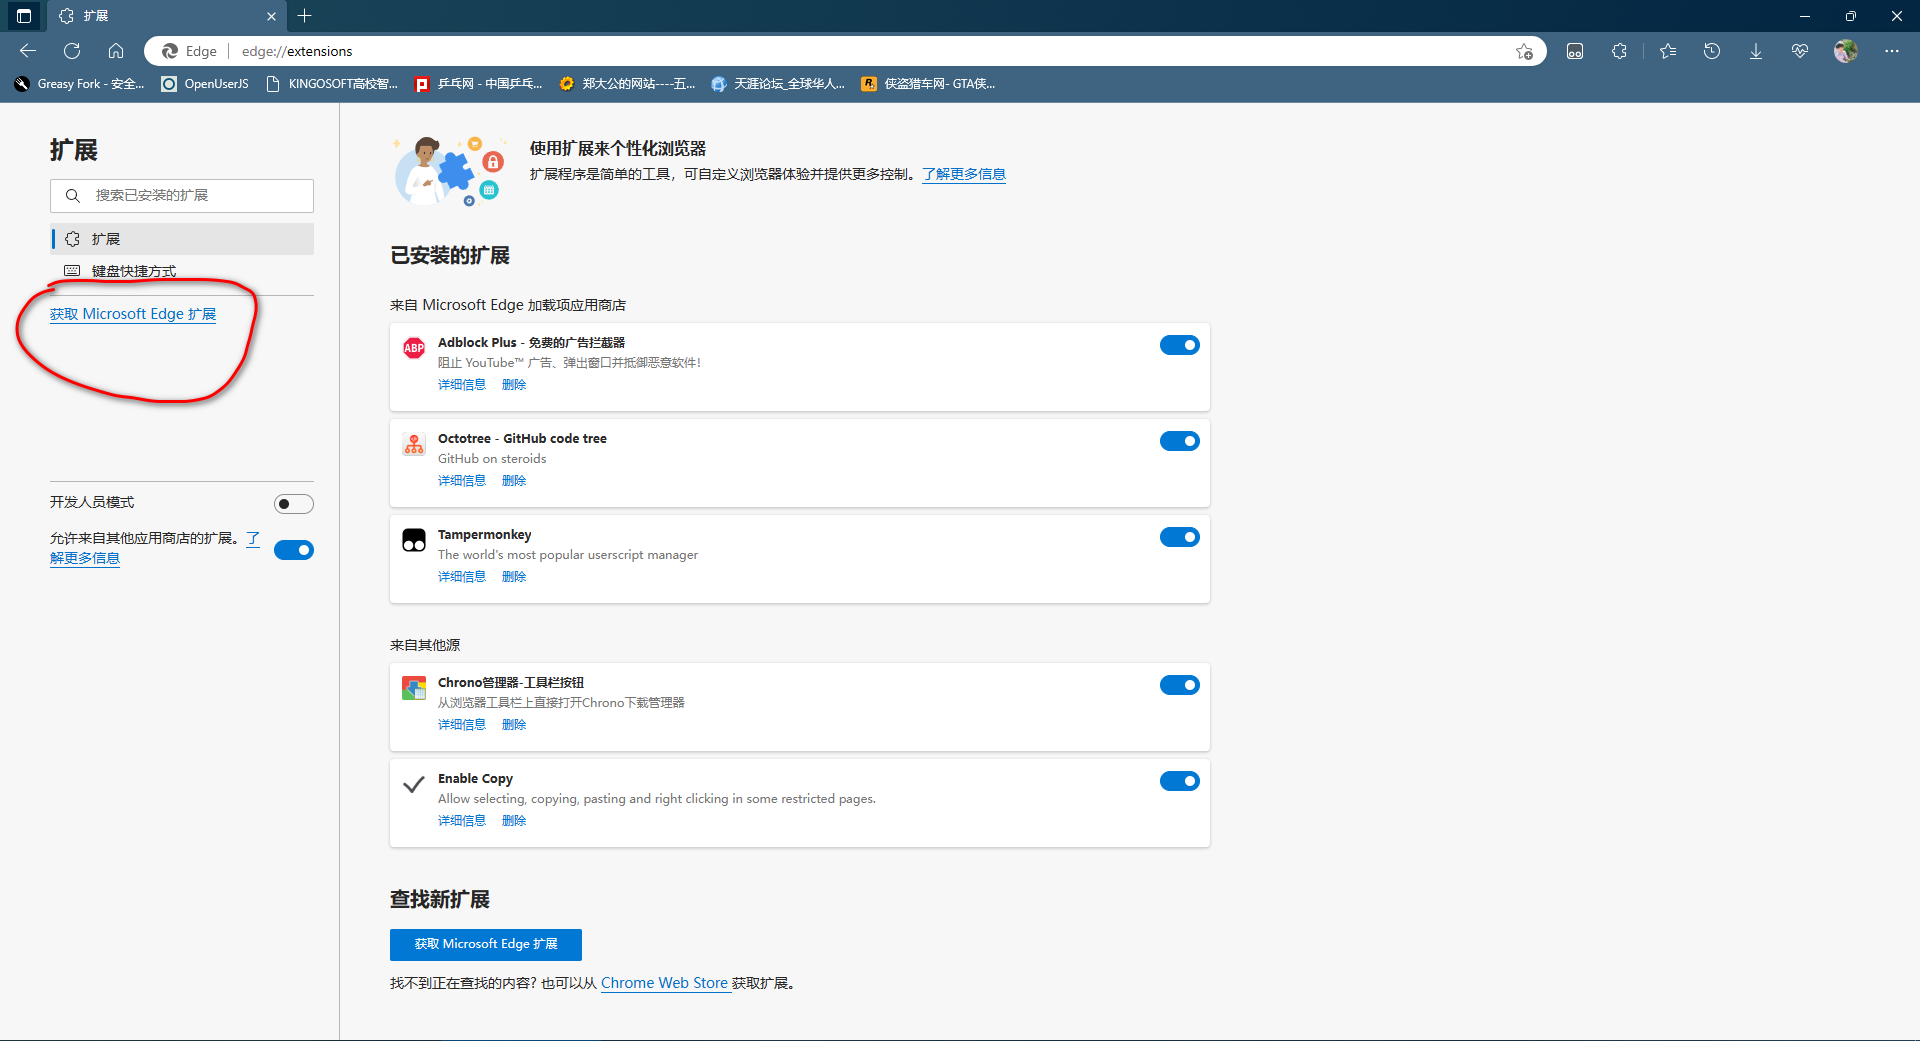 扩展
Edge
edge://extensions
Greasy Fork - 安全...
OpenUserJS
KINGOSOFT高校智...
乒乓网 - 中国乒乓...
郑大公的网站----五...
天涯论坛_全球华人...
侠盗猎车网- GTA侠...
扩展
搜索已安装的扩展
扩展
键盘快捷方式
获取 Microsoft Edge 扩展
开发人员模式
允许来自其他应用商店的扩展。了
解更多信息
使用扩展来个性化浏览器
扩展程序是简单的工具，可自定义浏览器体验并提供更多控制。了解更多信息
已安装的扩展
来自 Microsoft Edge 加载项应用商店
ABP
Adblock Plus - 免费的广告拦截器
阻止 YouTube™ 广告、弹出窗口并抵御恶意软件！
详细信息 删除
Octotree - GitHub code tree
GitHub on steroids
详细信息 删除
Tampermonkey
The world's most popular userscript manager
详细信息 删除
来自其他源
Chrono管理器-工具栏按钮
从浏览器工具栏上直接打开Chrono下载管理器
详细信息 删除
Enable Copy
Allow selecting, copying, pasting and right clicking in some restricted pages.
详细信息 删除
查找新扩展
获取 Microsoft Edge 扩展
找不到正在查找的内容? 也可以从 Chrome Web Store 获取扩展。